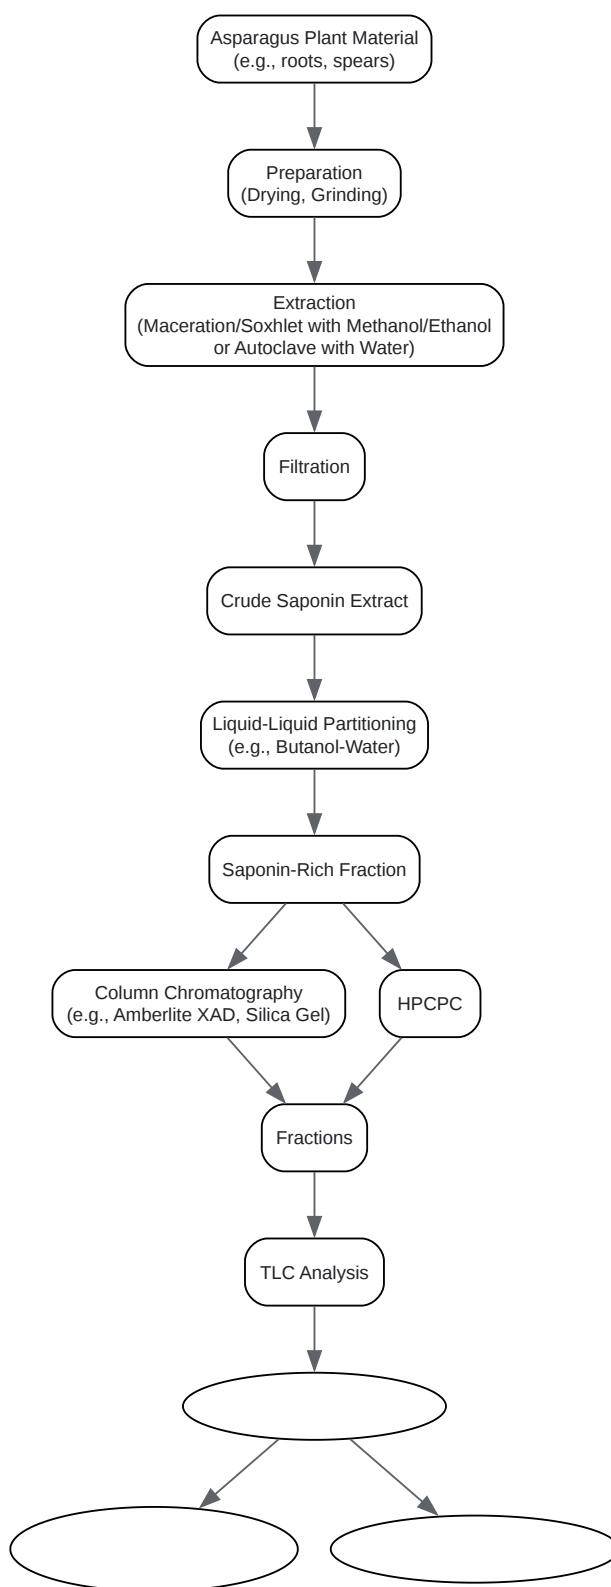 Asparagus Plant Material
(e.g., roots, spears)
Preparation
(Drying, Grinding)
Extraction
(Maceration/Soxhlet with Methanol/Ethanol
or Autoclave with Water)
Filtration
Crude Saponin Extract
Liquid-Liquid Partitioning
(e.g., Butanol-Water)
Saponin-Rich Fraction
Column Chromatography
(e.g., Amberlite XAD, Silica Gel)
HPCPC
Fractions
TLC Analysis